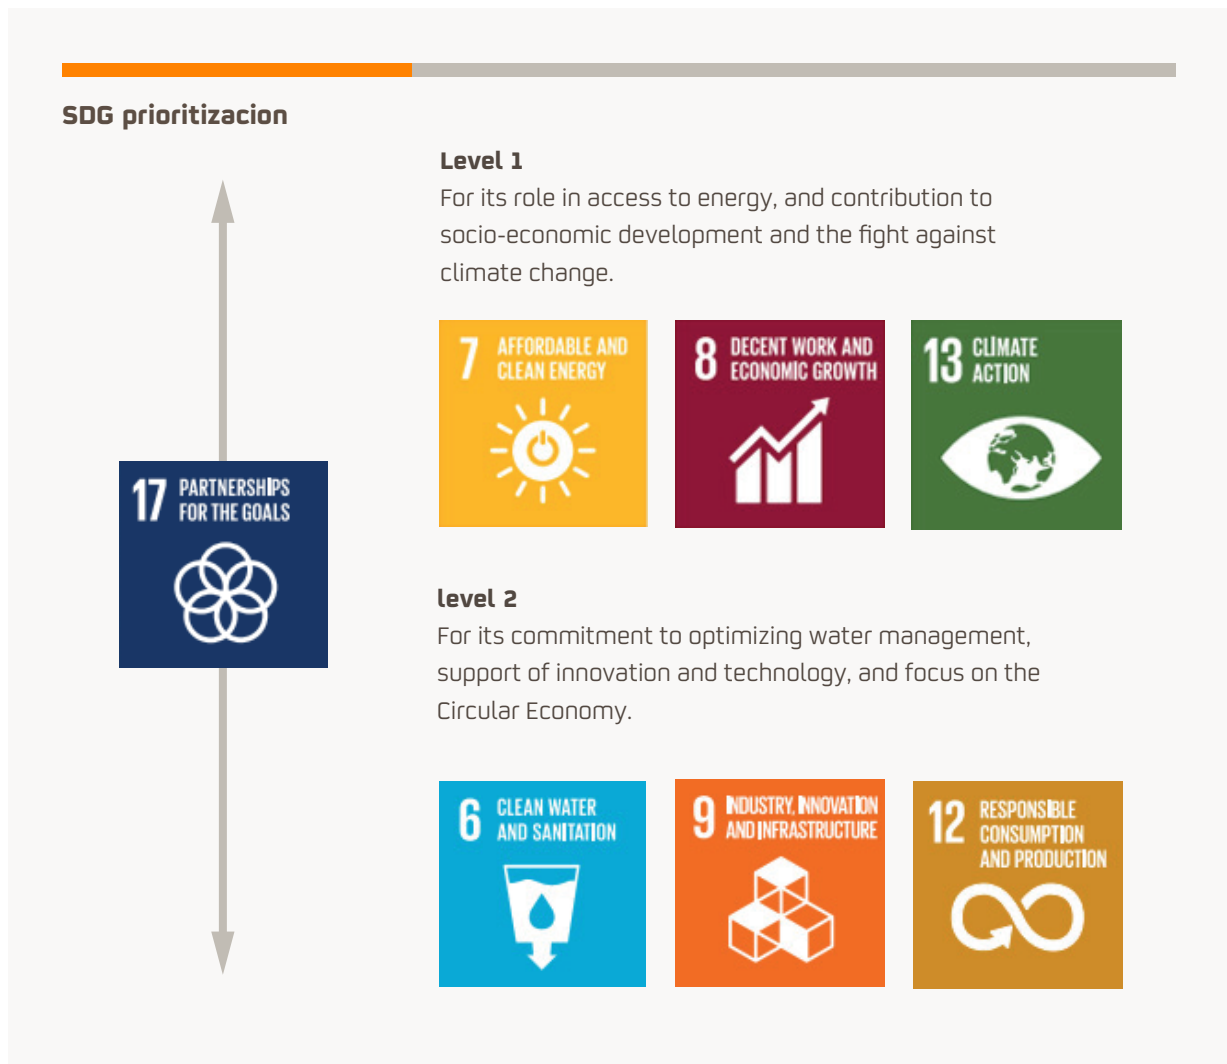 SDG prioritizacion
Level 1
For its role in access to energy, and contribution to
socio-economic development and the fight against
climate change.
7 AFFORDABLE AND
CLEAN ENERGY
8 DECENT WORK AND
ECONOMIC GROWTH
13 CLIMATE
ACTION
17 PARTNERSHIPS
FOR THE GOALS
level 2
For its commitment to optimizing water management,
support of innovation and technology, and focus on the
Circular Economy.
6 CLEAN WATER
AND SANITATION
9 INDUSTRY, INNOVATION
AND INFRASTRUCTURE
12 RESPONSIBLE
CONSUMPTION
AND PRODUCTION